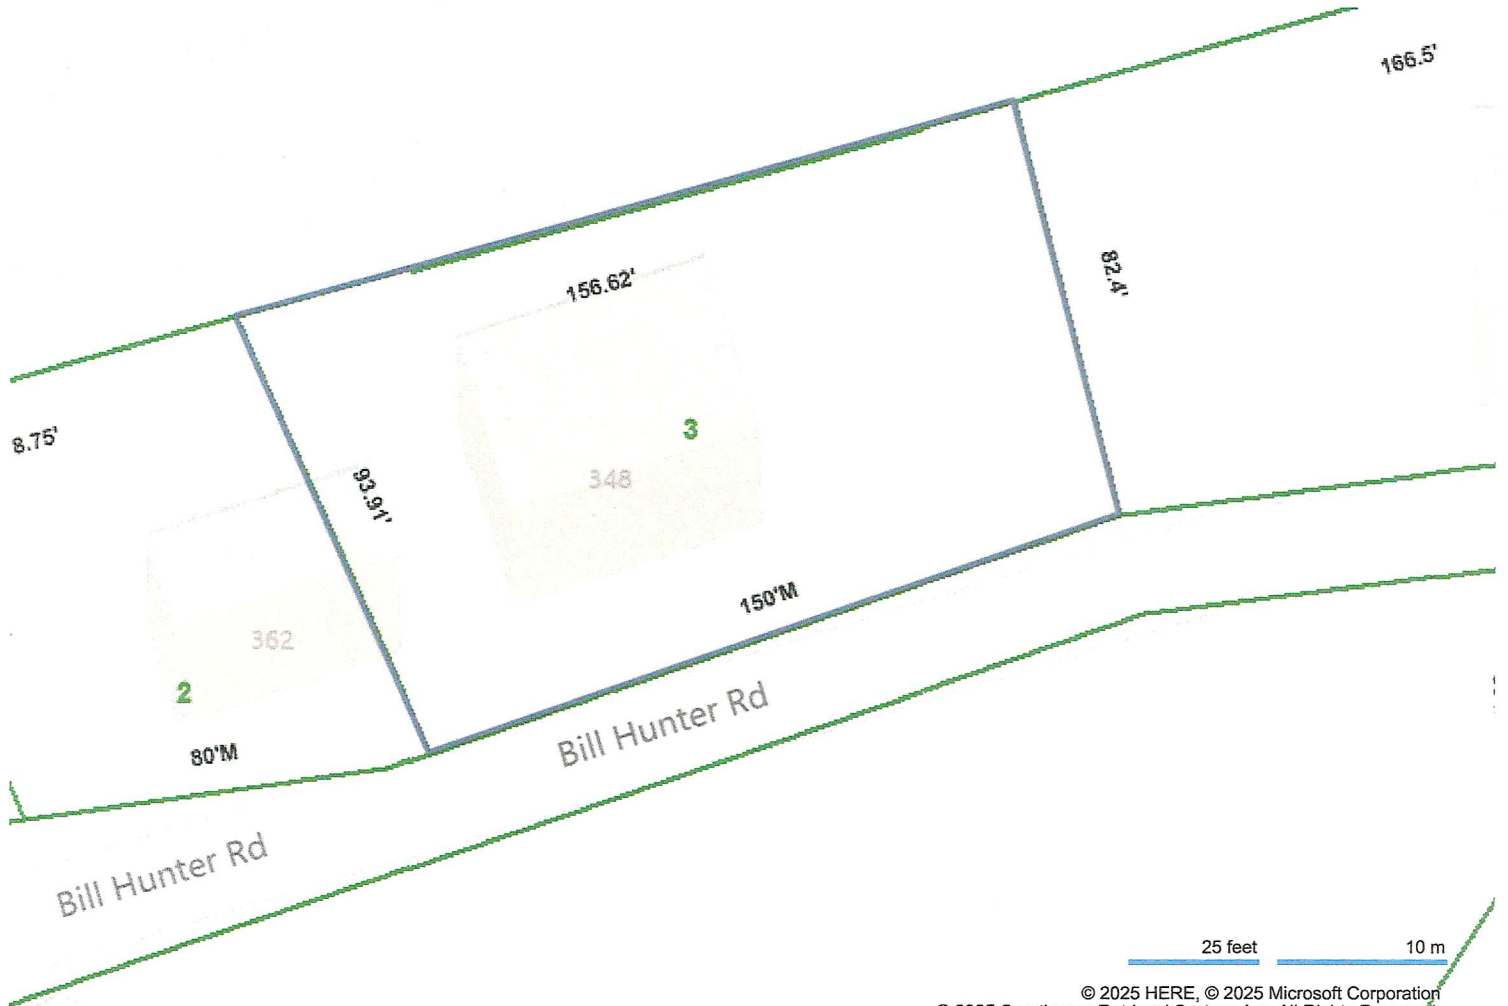 166.5'
156.62'
82.4'
8.75'
3
348
93.91'
150'M
362
2
80'M
Bill Hunter Rd
Bill Hunter Rd
25 feet
10 m
© 2025 HERE, © 2025 Microsoft Corporation